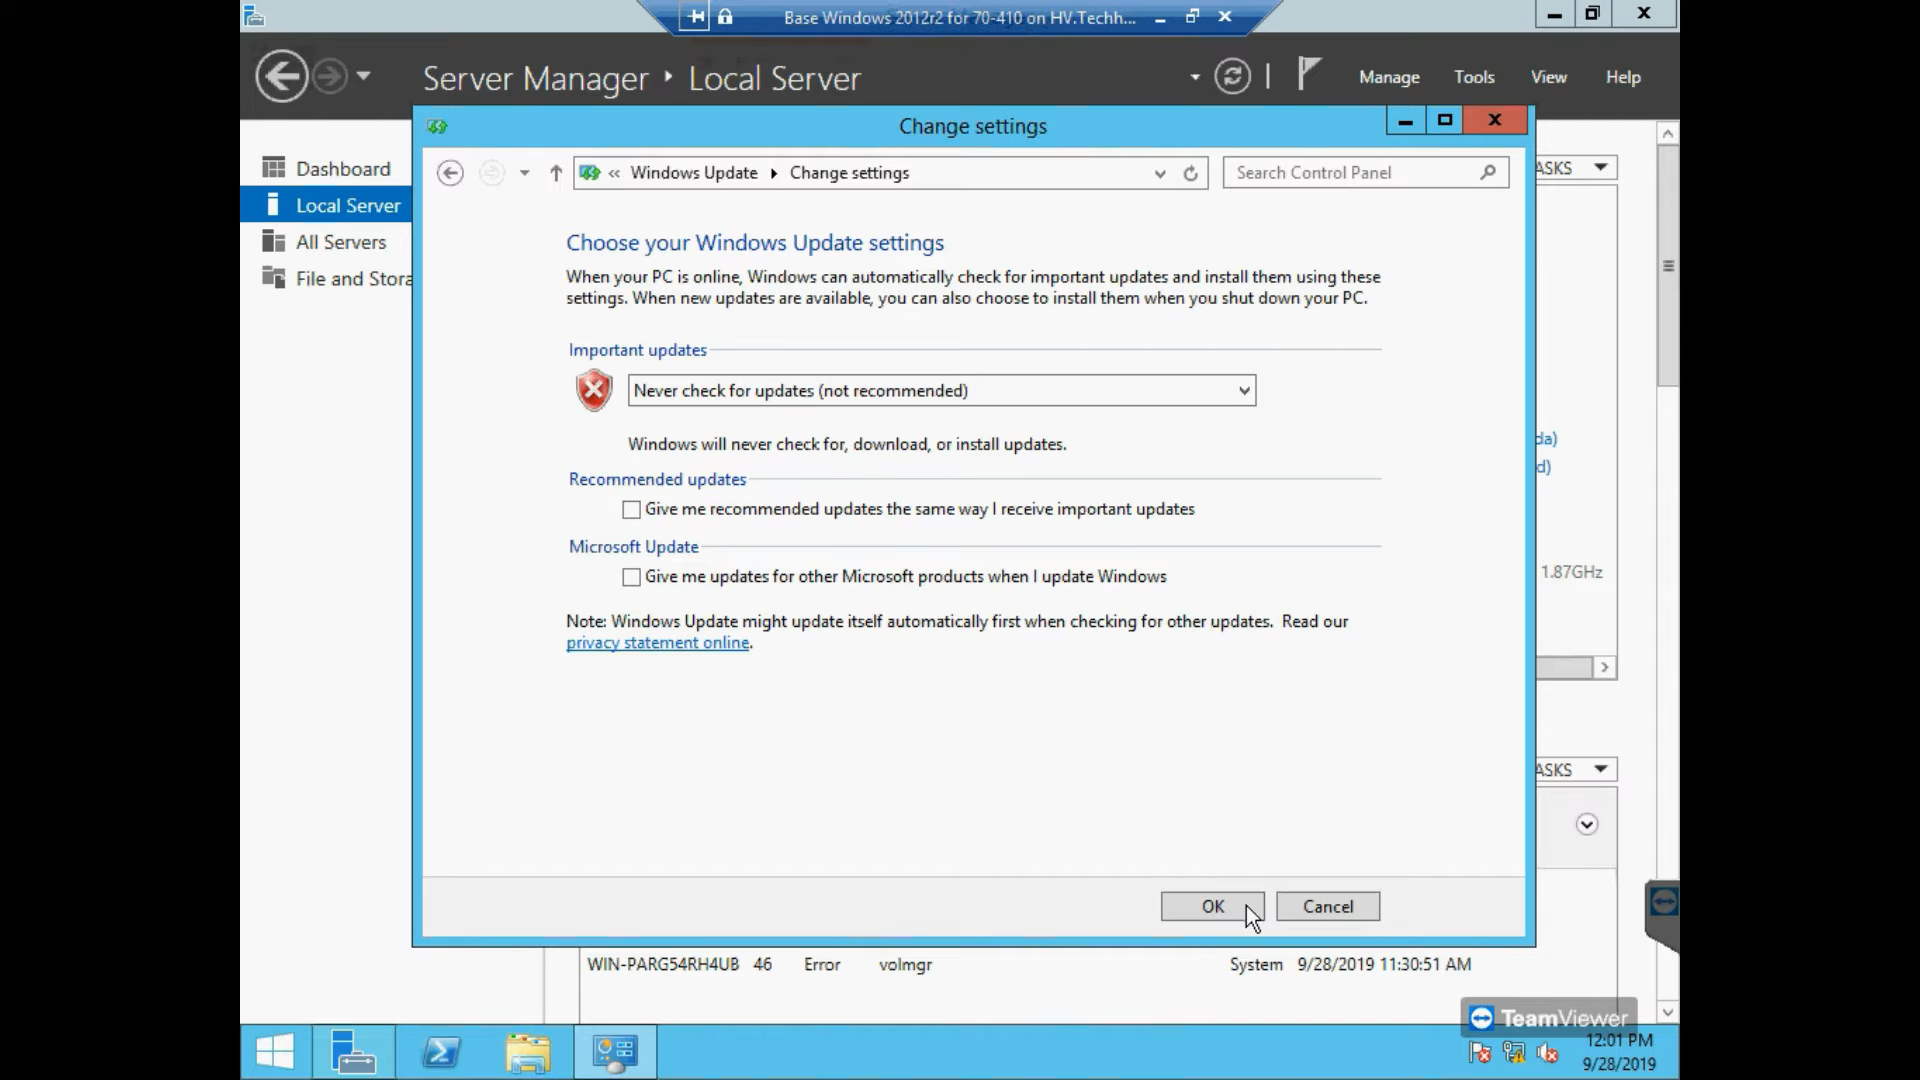 Base Windows 2012r2 for 70-410 on HV.Techh...
Server Manager Local Server
Manage Tools View Help
Change settings
Windows Update Change settings
Search Control Panel
Dashboard
Local Server
All Servers
File and Stora
ASKS
Choose your Windows Update settings
When your PC is online, Windows can automatically check for important updates and install them using these
settings. When new updates are available, you can also choose to install them when you shut down your PC.
Important updates
Never check for updates (not recommended)
Windows will never check for, download, or install updates.
da)
d)
Recommended updates
Give me recommended updates the same way I receive important updates
Microsoft Update
Give me updates for other Microsoft products when I update Windows
1.87GHz
Note: Windows Update might update itself automatically first when checking for other updates. Read our
privacy statement online.
ASKS
OK Cancel
WIN-PARG54RH4UB 46 Error volmgr System 9/28/2019 11:30:51 AM
TeamViewer
12:01 PM
9/28/2019